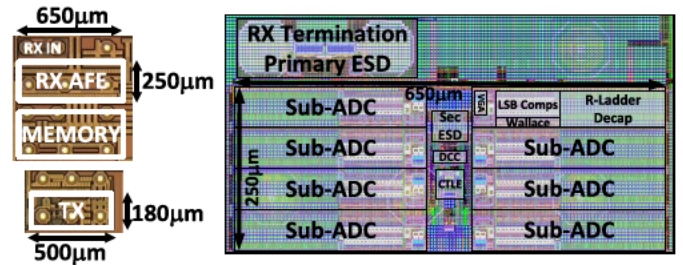 650µm
RX IN
RX AFE
250µm
MEMORY
TX
180µm
500µm
RX Termination
Primary ESD
650µm
250µm
Sub-ADC
Sub-ADC
Sub-ADC
Sub-ADC
Sec
ESD
DCC
CTLE
VGA
LSB Comps
Wallace
R-Ladder
Decap
Sub-ADC
Sub-ADC
Sub-ADC